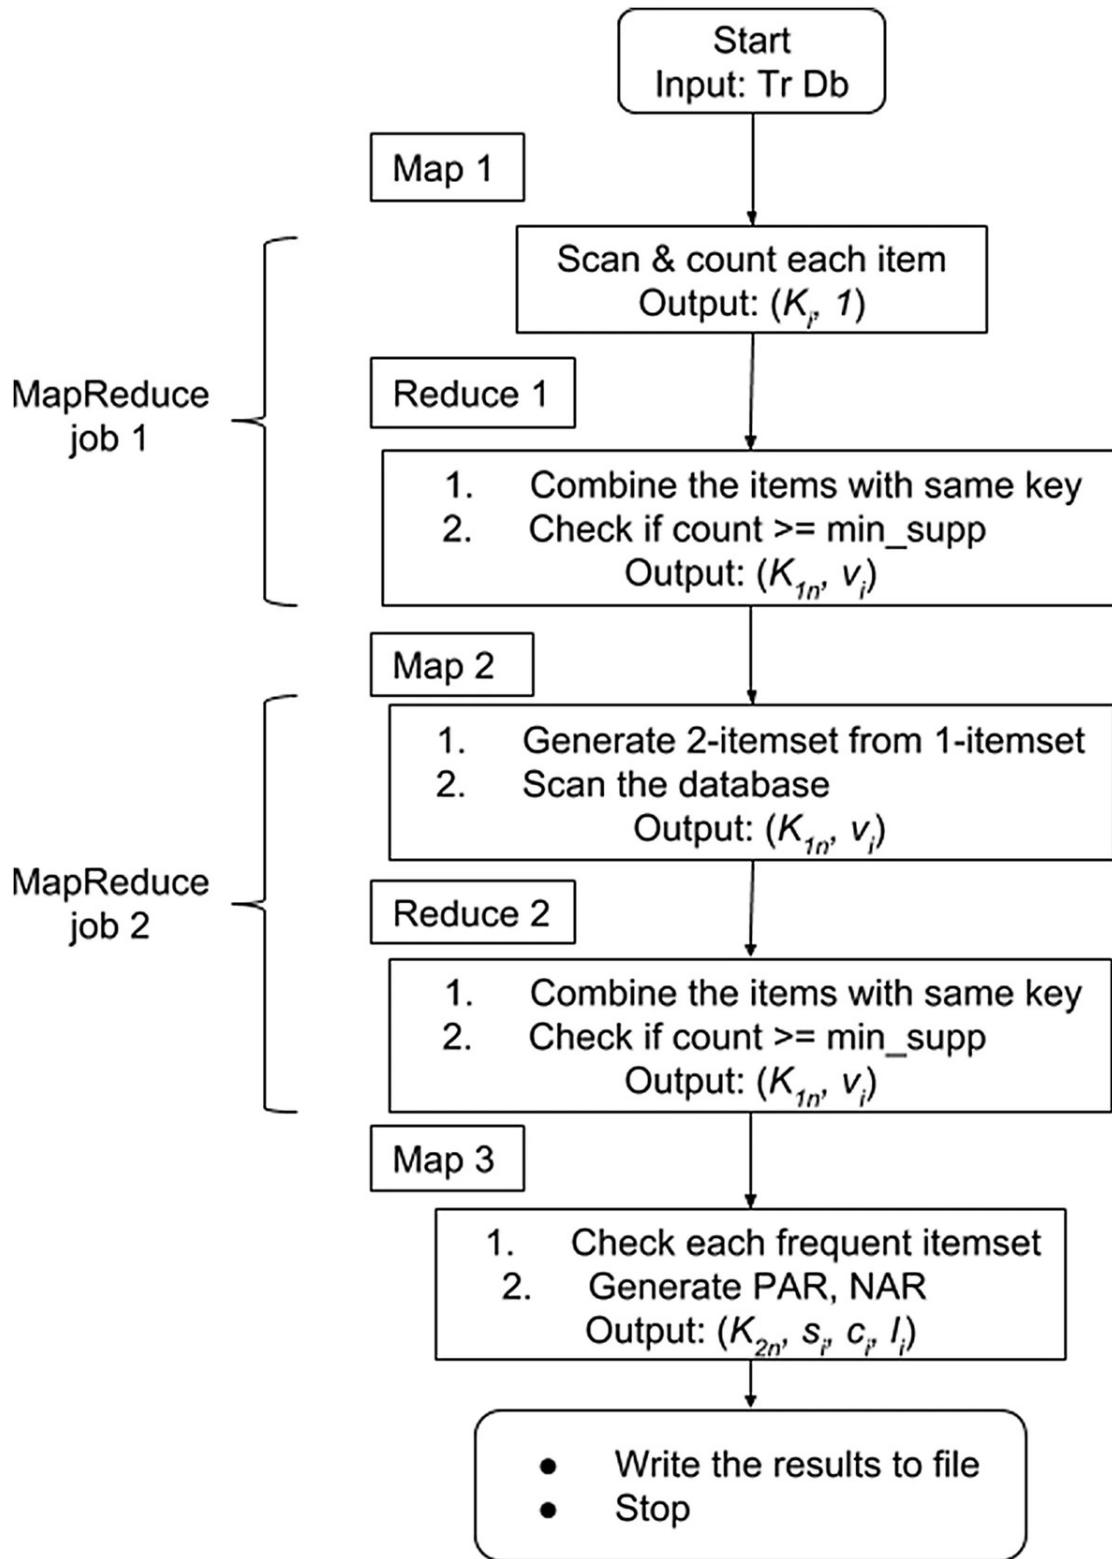 Start
Input: Tr Db
Map 1
Scan & count each item
Output: (Ki, 1)
MapReduce
job 1
Reduce 1
1. Combine the items with same key
2. Check if count >= min_supp
Output: (K1n, vi)
Map 2
1. Generate 2-itemset from 1-itemset
2. Scan the database
Output: (K1n, vi)
MapReduce
job 2
Reduce 2
1. Combine the items with same key
2. Check if count >= min_supp
Output: (K1n, vi)
Map 3
1. Check each frequent itemset
2. Generate PAR, NAR
Output: (K2n, si, ci, li)
● Write the results to file
● Stop